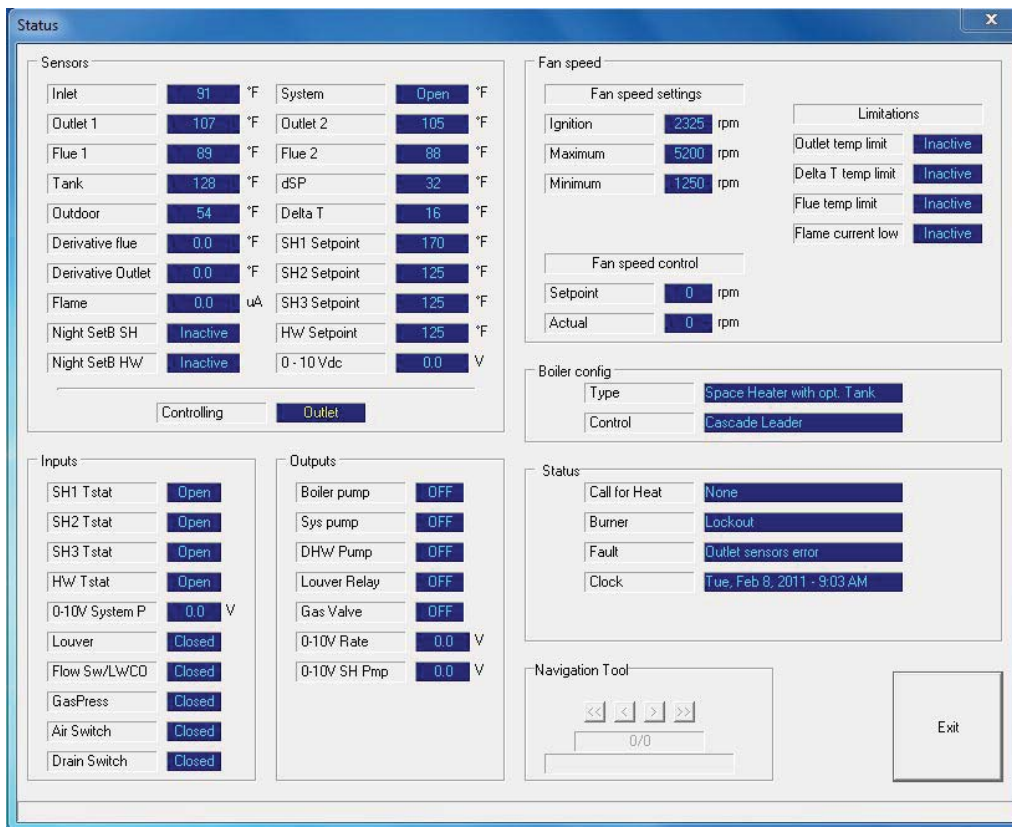 Status
X
Sensors
Inlet 91 °F System Open °F
Outlet 1 107 °F Outlet 2 105 °F
Flue 1 89 °F Flue 2 88 °F
Tank 128 °F dSP 32 °F
Outdoor 54 °F Delta T 16 °F
Derivative flue 0.0 °F SH1 Setpoint 170 °F
Derivative Outlet 0.0 °F SH2 Setpoint 125 °F
Flame 0.0 uA SH3 Setpoint 125 °F
Night SetB SH Inactive HW Setpoint 125 °F
Night SetB HW Inactive 0 - 10 Vdc 0.0 V
Controlling Outlet
Fan speed
Fan speed settings
Ignition 2325 rpm
Maximum 5200 rpm
Minimum 1250 rpm
Limitations
Outlet temp limit Inactive
Delta T temp limit Inactive
Flue temp limit Inactive
Flame current low Inactive
Fan speed control
Setpoint 0 rpm
Actual 0 rpm
Boiler config
Type Space Heater with opt. Tank
Control Cascade Leader
Inputs
SH1 Tstat Open
SH2 Tstat Open
SH3 Tstat Open
HW Tstat Open
0-10V System P 0.0 V
Louver Closed
Flow Sw/LWCO Closed
GasPress Closed
Air Switch Closed
Drain Switch Closed
Outputs
Boiler pump OFF
Sys pump OFF
DHW Pump OFF
Louver Relay OFF
Gas Valve OFF
0-10V Rate 0.0 V
0-10V SH Pmp 0.0 V
Status
Call for Heat None
Burner Lockout
Fault Outlet sensors error
Clock Tue, Feb 8, 2011 - 9:03 AM
Navigation Tool
<< < > >>
0/0
Exit